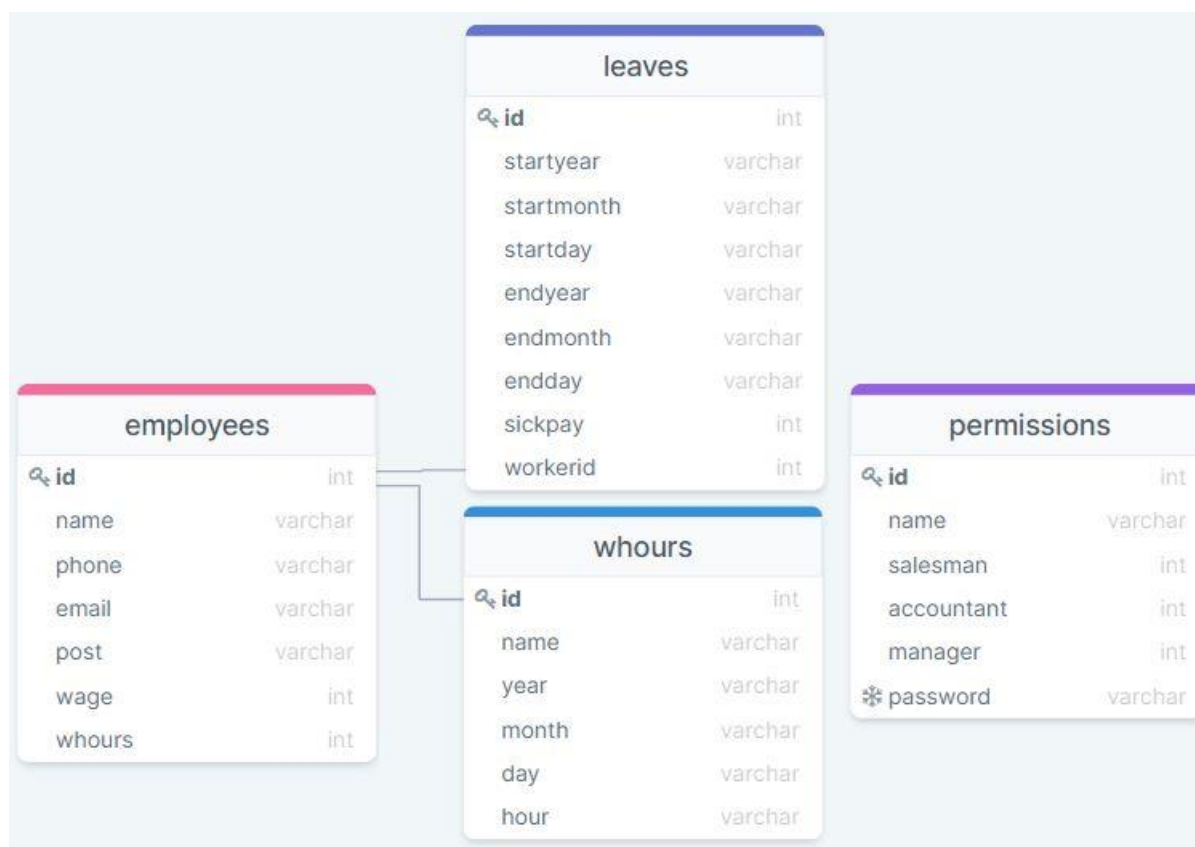 leaves
id int
startyear varchar
startmonth varchar
startday varchar
endyear varchar
endmonth varchar
endday varchar
sickpay int
workerid int
employees
id int
name varchar
phone varchar
email varchar
post varchar
wage int
whours int
whours
id int
name varchar
year varchar
month varchar
day varchar
hour varchar
permissions
id int
name varchar
salesman int
accountant int
manager int
password varchar